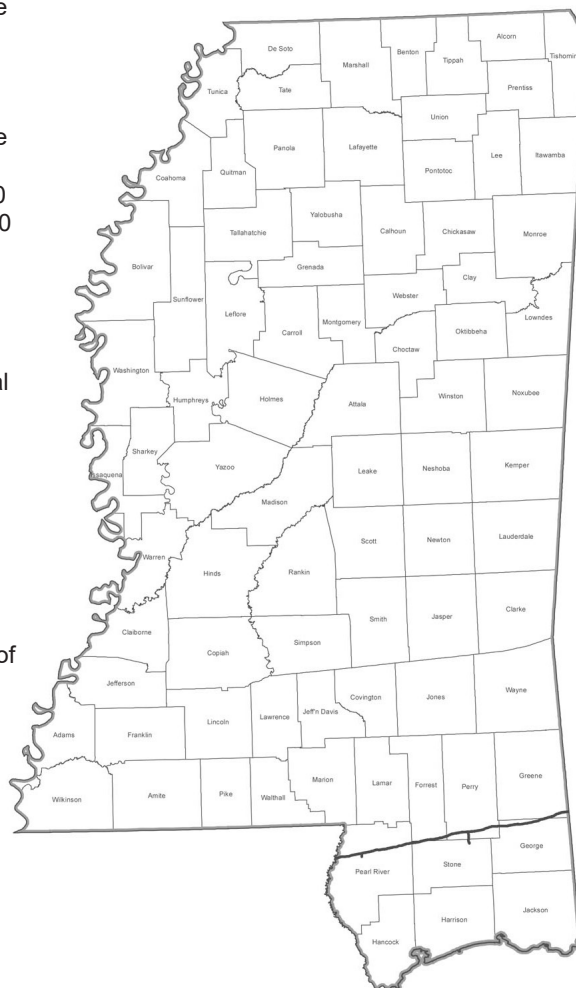 e
e
0
0
al
of
De Soto
Marshall
Benton
Tippah
Alcorn
Tishomin
Tunica
Tate
Prentiss
Union
Panola
Lafayette
Lee
Itawamba
Quitman
Pontotoc
Coahoma
Yalobusha
Tallahatchie
Calhoun
Chickasaw
Monroe
Bolivar
Grenada
Clay
Sunflower
Leflore
Webster
Lowndes
Carroll
Montgomery
Oktibbeha
Choctaw
Washington
Humphreys
Holmes
Attala
Winston
Noxubee
Sharkey
Yazoo
Leake
Neshoba
Kemper
ssaquena
Madison
Scott
Newton
Lauderdale
Warren
Hinds
Rankin
Smith
Jasper
Clarke
Claiborne
Copiah
Simpson
Jefferson
Covington
Jones
Wayne
Lincoln
Lawrence
Jeff'n Davis
Adams
Franklin
Marion
Lamar
Forrest
Perry
Greene
Wilkinson
Amite
Pike
Walthall
George
Pearl River
Stone
Jackson
Harrison
Hancock